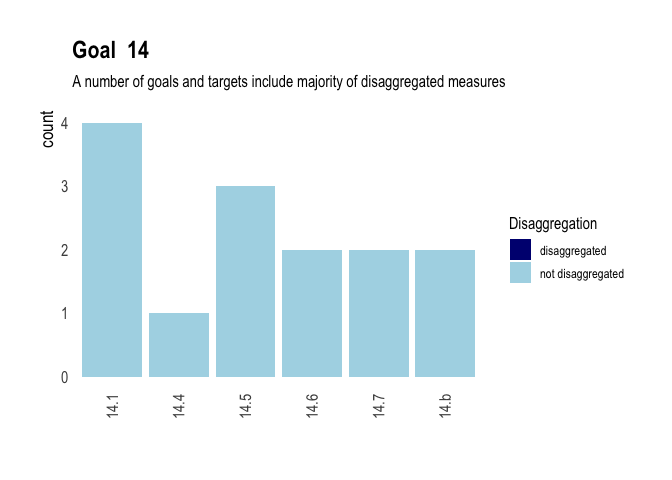 Goal  14
A number of goals and targets include majority of disaggregated measures
count
4
3
2
1
0
14.1
14.4
14.5
14.6
14.7
14.b
Disaggregation
disaggregated
not disaggregated